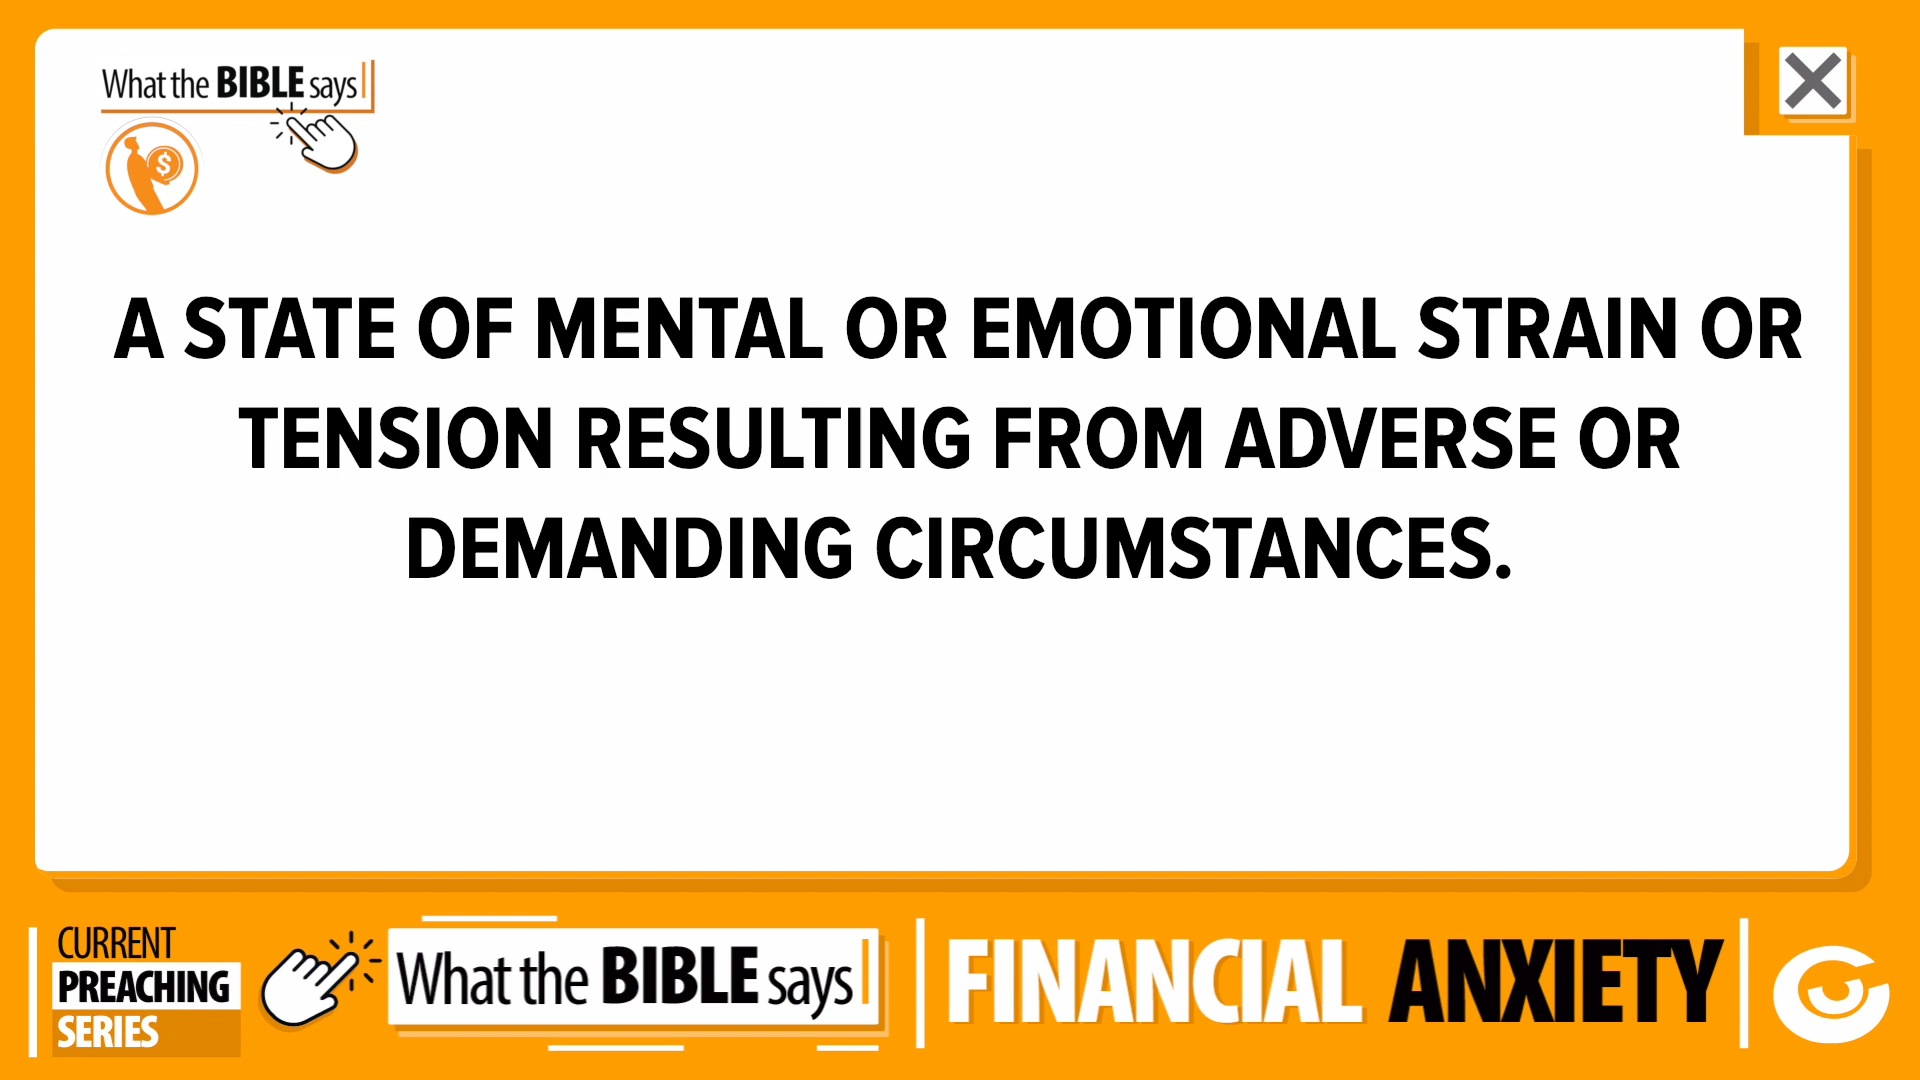 What the BIBLE says
$
A STATE OF MENTAL OR EMOTIONAL STRAIN OR
TENSION RESULTING FROM ADVERSE OR
DEMANDING CIRCUMSTANCES.
CURRENT
PREACHING
SERIES
What the BIBLE says
FINANCIAL ANXIETY